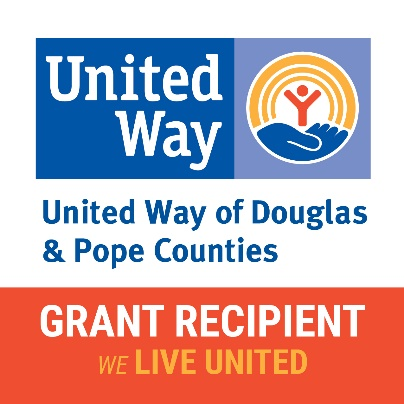 United
Way
United Way of Douglas
& Pope Counties
GRANT RECIPIENT
WE LIVE UNITED